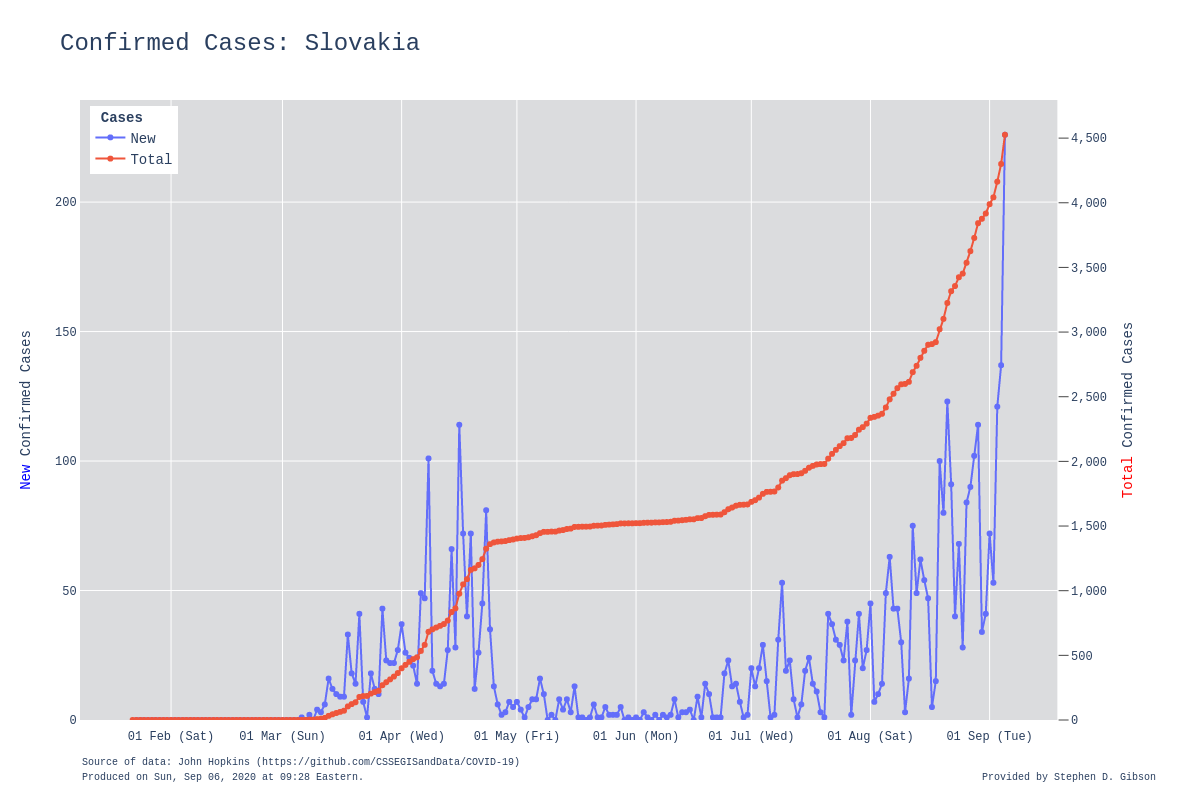 Confirmed Cases: Slovakia
Cases
New
Total
200
150
100
50
0
4,500
4,000
3,500
3,000
2,500
2,000
1,500
1,000
500
0
New Confirmed Cases
Total Confirmed Cases
01 Feb (Sat) 01 Mar (Sun) 01 Apr (Wed) 01 May (Fri) 01 Jun (Mon) 01 Jul (Wed) 01 Aug (Sat) 01 Sep (Tue)
Source of data: John Hopkins (https://github.com/CSSEGISandData/COVID-19)
Produced on Sun, Sep 06, 2020 at 09:28 Eastern.
Provided by Stephen D. Gibson